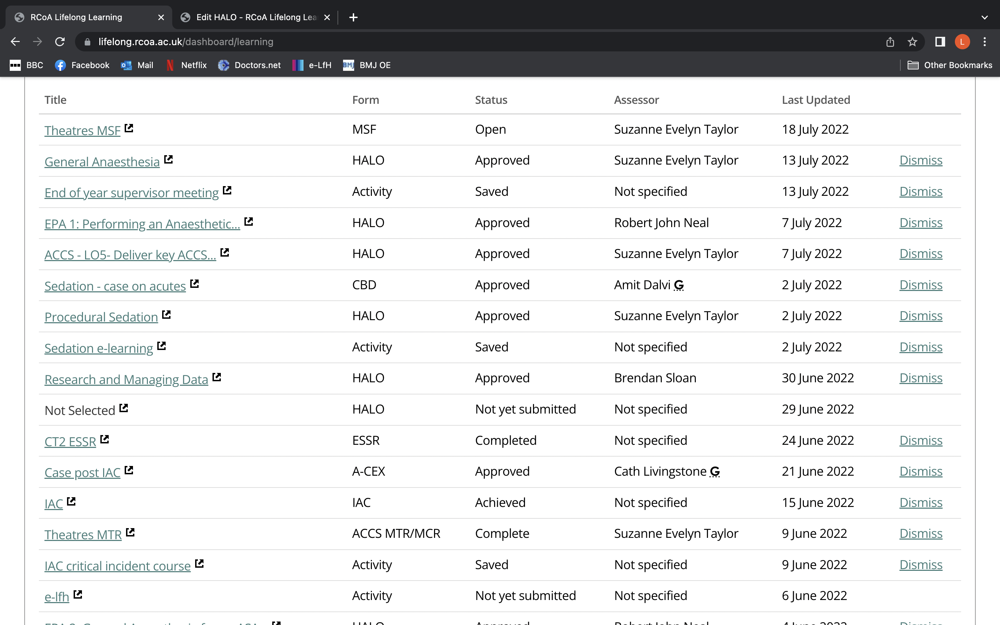 RCoA Lifelong Learning
Edit HALO - RCoA Lifelong Lea
lifelong.rcoa.ac.uk/dashboard/learning
L
BBC Facebook Mail Netflix Doctors.net e-LfH BMJ BMJ OE Other Bookmarks
Title Form Status Assessor Last Updated
Theatres MSF MSF Open Suzanne Evelyn Taylor 18 July 2022
General Anaesthesia HALO Approved Suzanne Evelyn Taylor 13 July 2022 Dismiss
End of year supervisor meeting Activity Saved Not specified 13 July 2022 Dismiss
EPA 1: Performing an Anaesthetic... HALO Approved Robert John Neal 7 July 2022 Dismiss
ACCS - LO5- Deliver key ACCS... HALO Approved Suzanne Evelyn Taylor 7 July 2022 Dismiss
Sedation - case on acutes CBD Approved Amit Dalvi G 2 July 2022 Dismiss
Procedural Sedation HALO Approved Suzanne Evelyn Taylor 2 July 2022 Dismiss
Sedation e-learning Activity Saved Not specified 2 July 2022 Dismiss
Research and Managing Data HALO Approved Brendan Sloan 30 June 2022 Dismiss
Not Selected HALO Not yet submitted Not specified 29 June 2022
CT2 ESSR ESSR Completed Not specified 24 June 2022 Dismiss
Case post IAC A-CEX Approved Cath Livingstone G 21 June 2022 Dismiss
IAC IAC Achieved Not specified 15 June 2022 Dismiss
Theatres MTR ACCS MTR/MCR Complete Suzanne Evelyn Taylor 9 June 2022 Dismiss
IAC critical incident course Activity Saved Not specified 9 June 2022 Dismiss
e-lfh Activity Not yet submitted Not specified 6 June 2022
HALO Approved Robert John Neal 4 June 2022 Dismiss